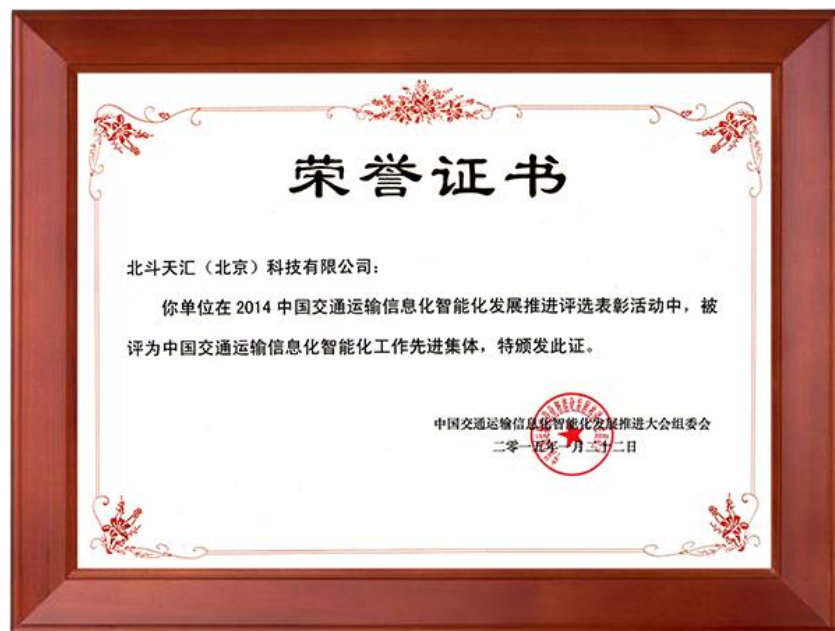 荣誉证书
北斗天汇（北京）科技有限公司：
你单位在 2014 中国交通运输信息化智能化发展推进评选表彰活动中，被
评为中国交通运输信息化智能化工作先进集体，特颁发此证。
中国交通运输信息化智能化发展推进大会组委会
二零一五年一月二十二日